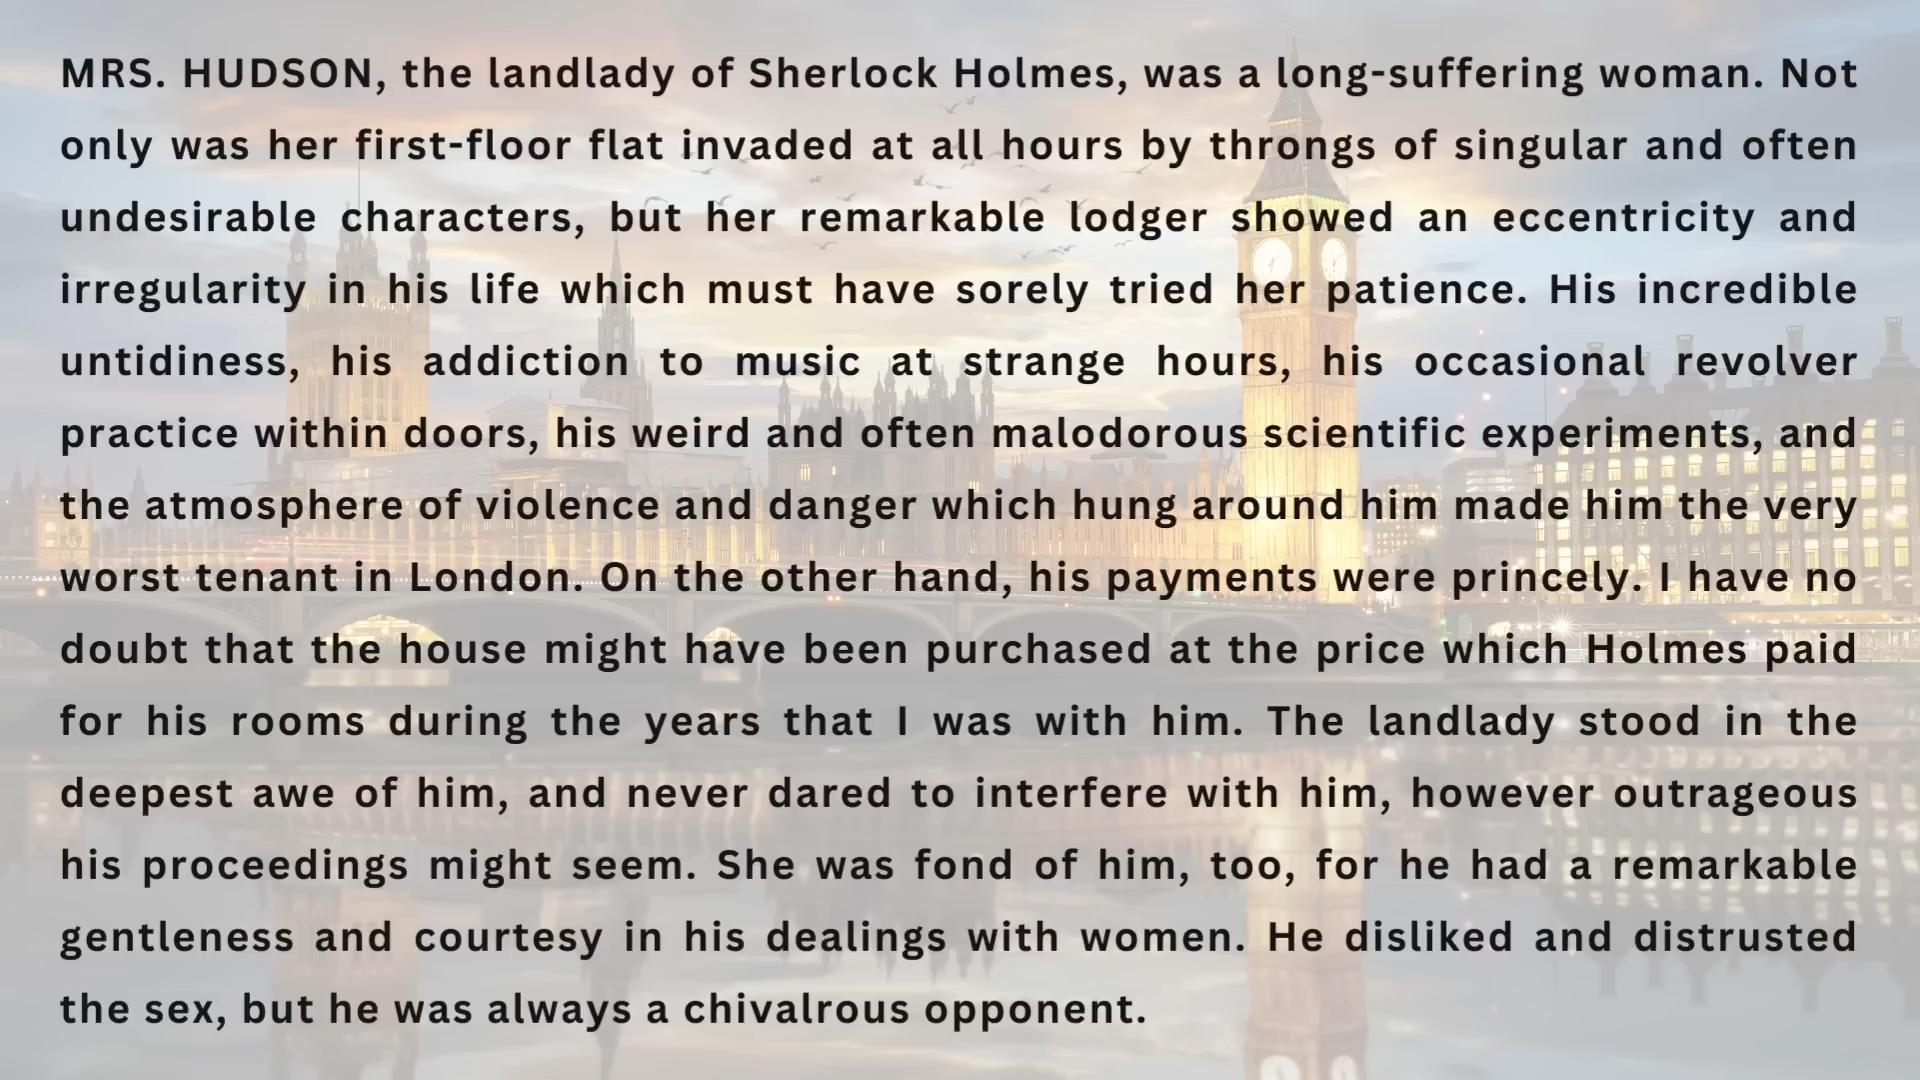 MRS. HUDSON, the landlady of Sherlock Holmes, was a long-suffering woman. Not
only was her first-floor flat invaded at all hours by throngs of singular and often
undesirable characters, but her remarkable lodger showed an eccentricity and
irregularity in his life which must have sorely tried her patience. His incredible
untidiness, his addiction to music at strange hours, his occasional revolver
practice within doors, his weird and often malodorous scientific experiments, and
the atmosphere of violence and danger which hung around him made him the very
worst tenant in London. On the other hand, his payments were princely. I have no
doubt that the house might have been purchased at the price which Holmes paid
for his rooms during the years that I was with him. The landlady stood in the
deepest awe of him, and never dared to interfere with him, however outrageous
his proceedings might seem. She was fond of him, too, for he had a remarkable
gentleness and courtesy in his dealings with women. He disliked and distrusted
the sex, but he was always a chivalrous opponent.